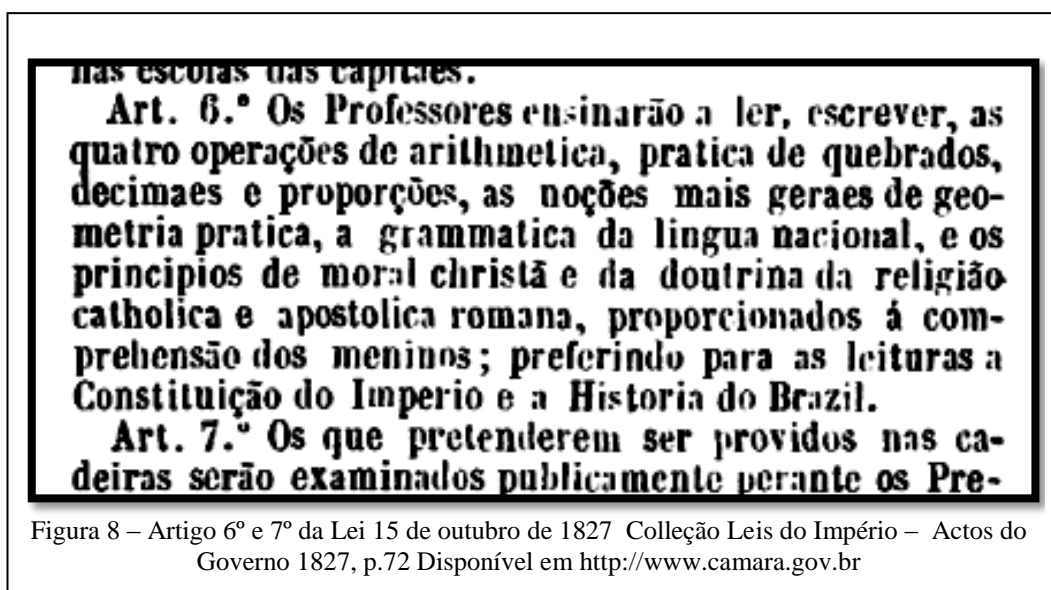 nas escolas das capitaes.
Art. 6.º Os Professores ensinarão a ler, escrever, as
quatro operações de arithmetica, pratica de quebrados,
decimaes e proporções, as noções mais geraes de geo-
metria pratica, a grammatica da lingua nacional, e os
principios de moral christã e da doutrina da religião
catholica e apostolica romana, proporcionados á com-
prehensão dos meninos; preferindo para as leituras a
Constituição do Imperio e a Historia do Brazil.
Art. 7.º Os que pretenderem ser providos nas ca-
deiras serão examinados publicamente perante os Pre-
Figura 8 – Artigo 6º e 7º da Lei 15 de outubro de 1827 Colleção Leis do Império – Actos do
Governo 1827, p.72 Disponível em http://www.camara.gov.br